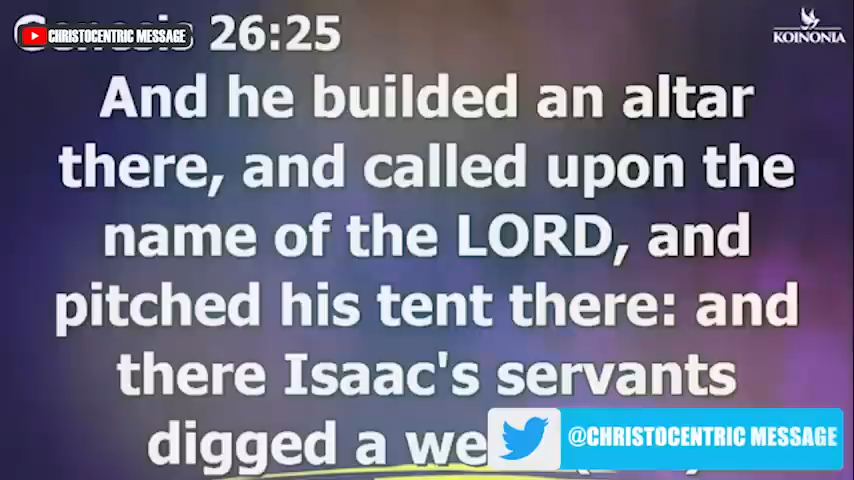 Genesis 26:25
CHRISTOCENTRIC MESSAGE
KOINONIA
And he builded an altar
there, and called upon the
name of the LORD, and
pitched his tent there: and
there Isaac's servants
digged a
@CHRISTOCENTRIC MESSAGE